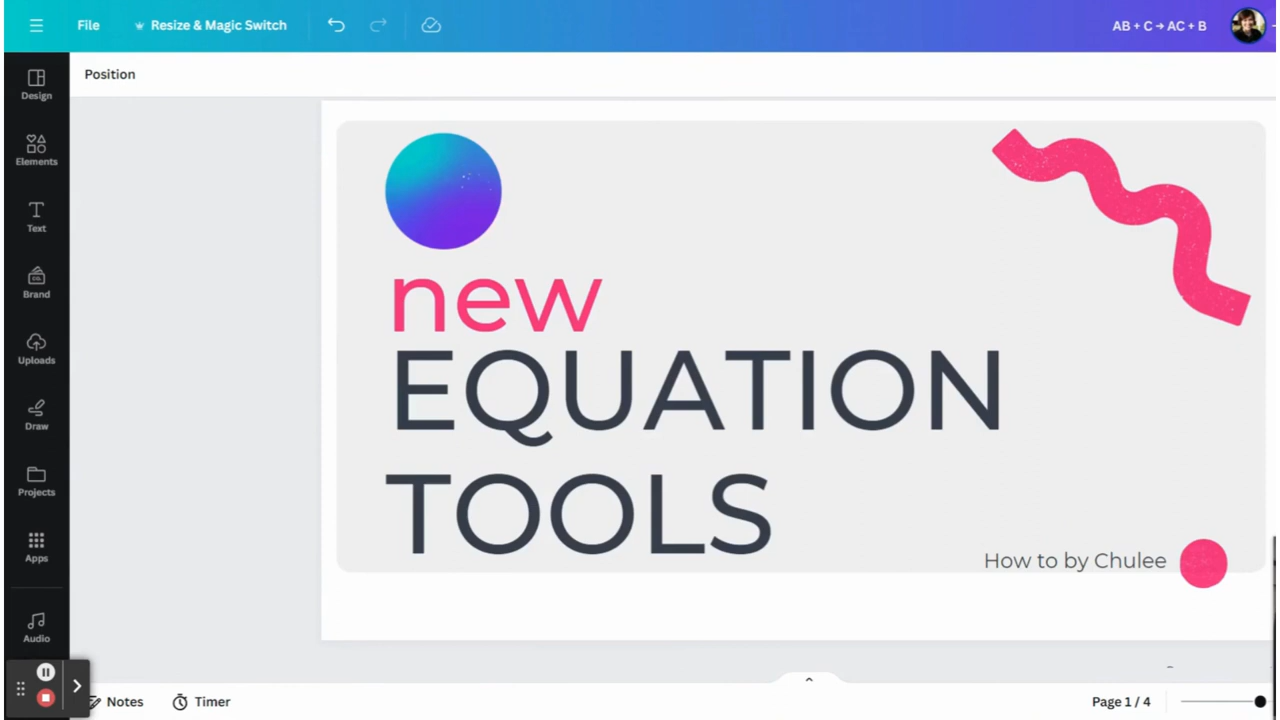 File
Resize & Magic Switch
AB + C → AC + B
Design
Elements
Text
Brand
Uploads
Draw
Projects
Apps
Audio
Position
new
EQUATION
TOOLS
How to by Chulee
Notes
Timer
Page 1 / 4